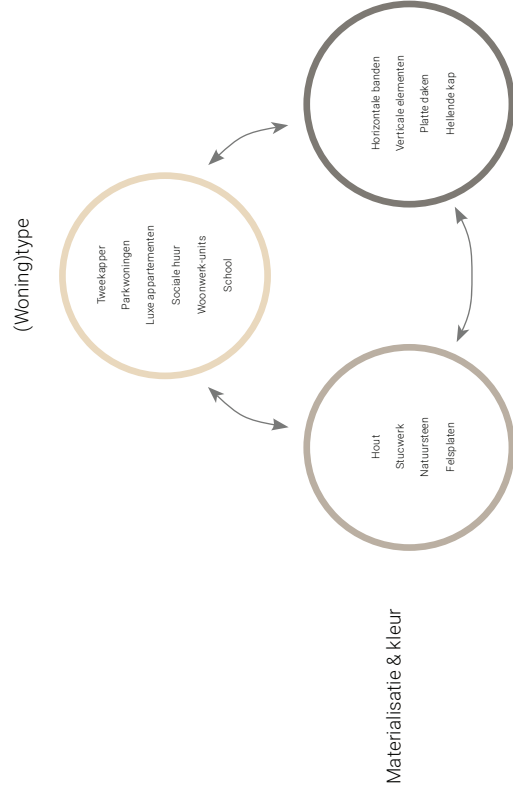 (Woning)type
Tweekapper
Parkwoningen
Luxe appartementen
Sociale huur
Woonwerk-units
School
Materialisatie & kleur
Hout
Stucwerk
Natuursteen
Felsplaten
Horizontale banden
Verticale elementen
Platte daken
Hellende kap